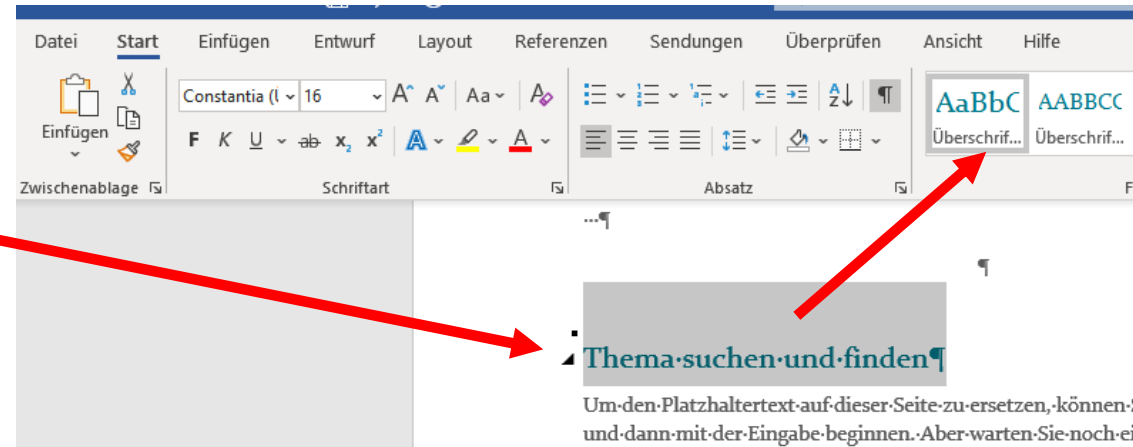 Datei Start Einfügen Entwurf Layout Referenzen Sendungen Überprüfen Ansicht Hilfe
Constantia (Ü 16 A^ A˅ Aa
Einfügen
F K U ab x₂ x² A A
AaBbC AABBCC
Überschrif... Überschrif...
Zwischenablage Schriftart Absatz F
...¶
¶
Thema·suchen·und·finden¶
Um·den·Platzhaltertext·auf·dieser·Seite·zu·ersetzen,·können·
und·dann·mit·der·Eingabe·beginnen.·Aber·warten·Sie·noch·